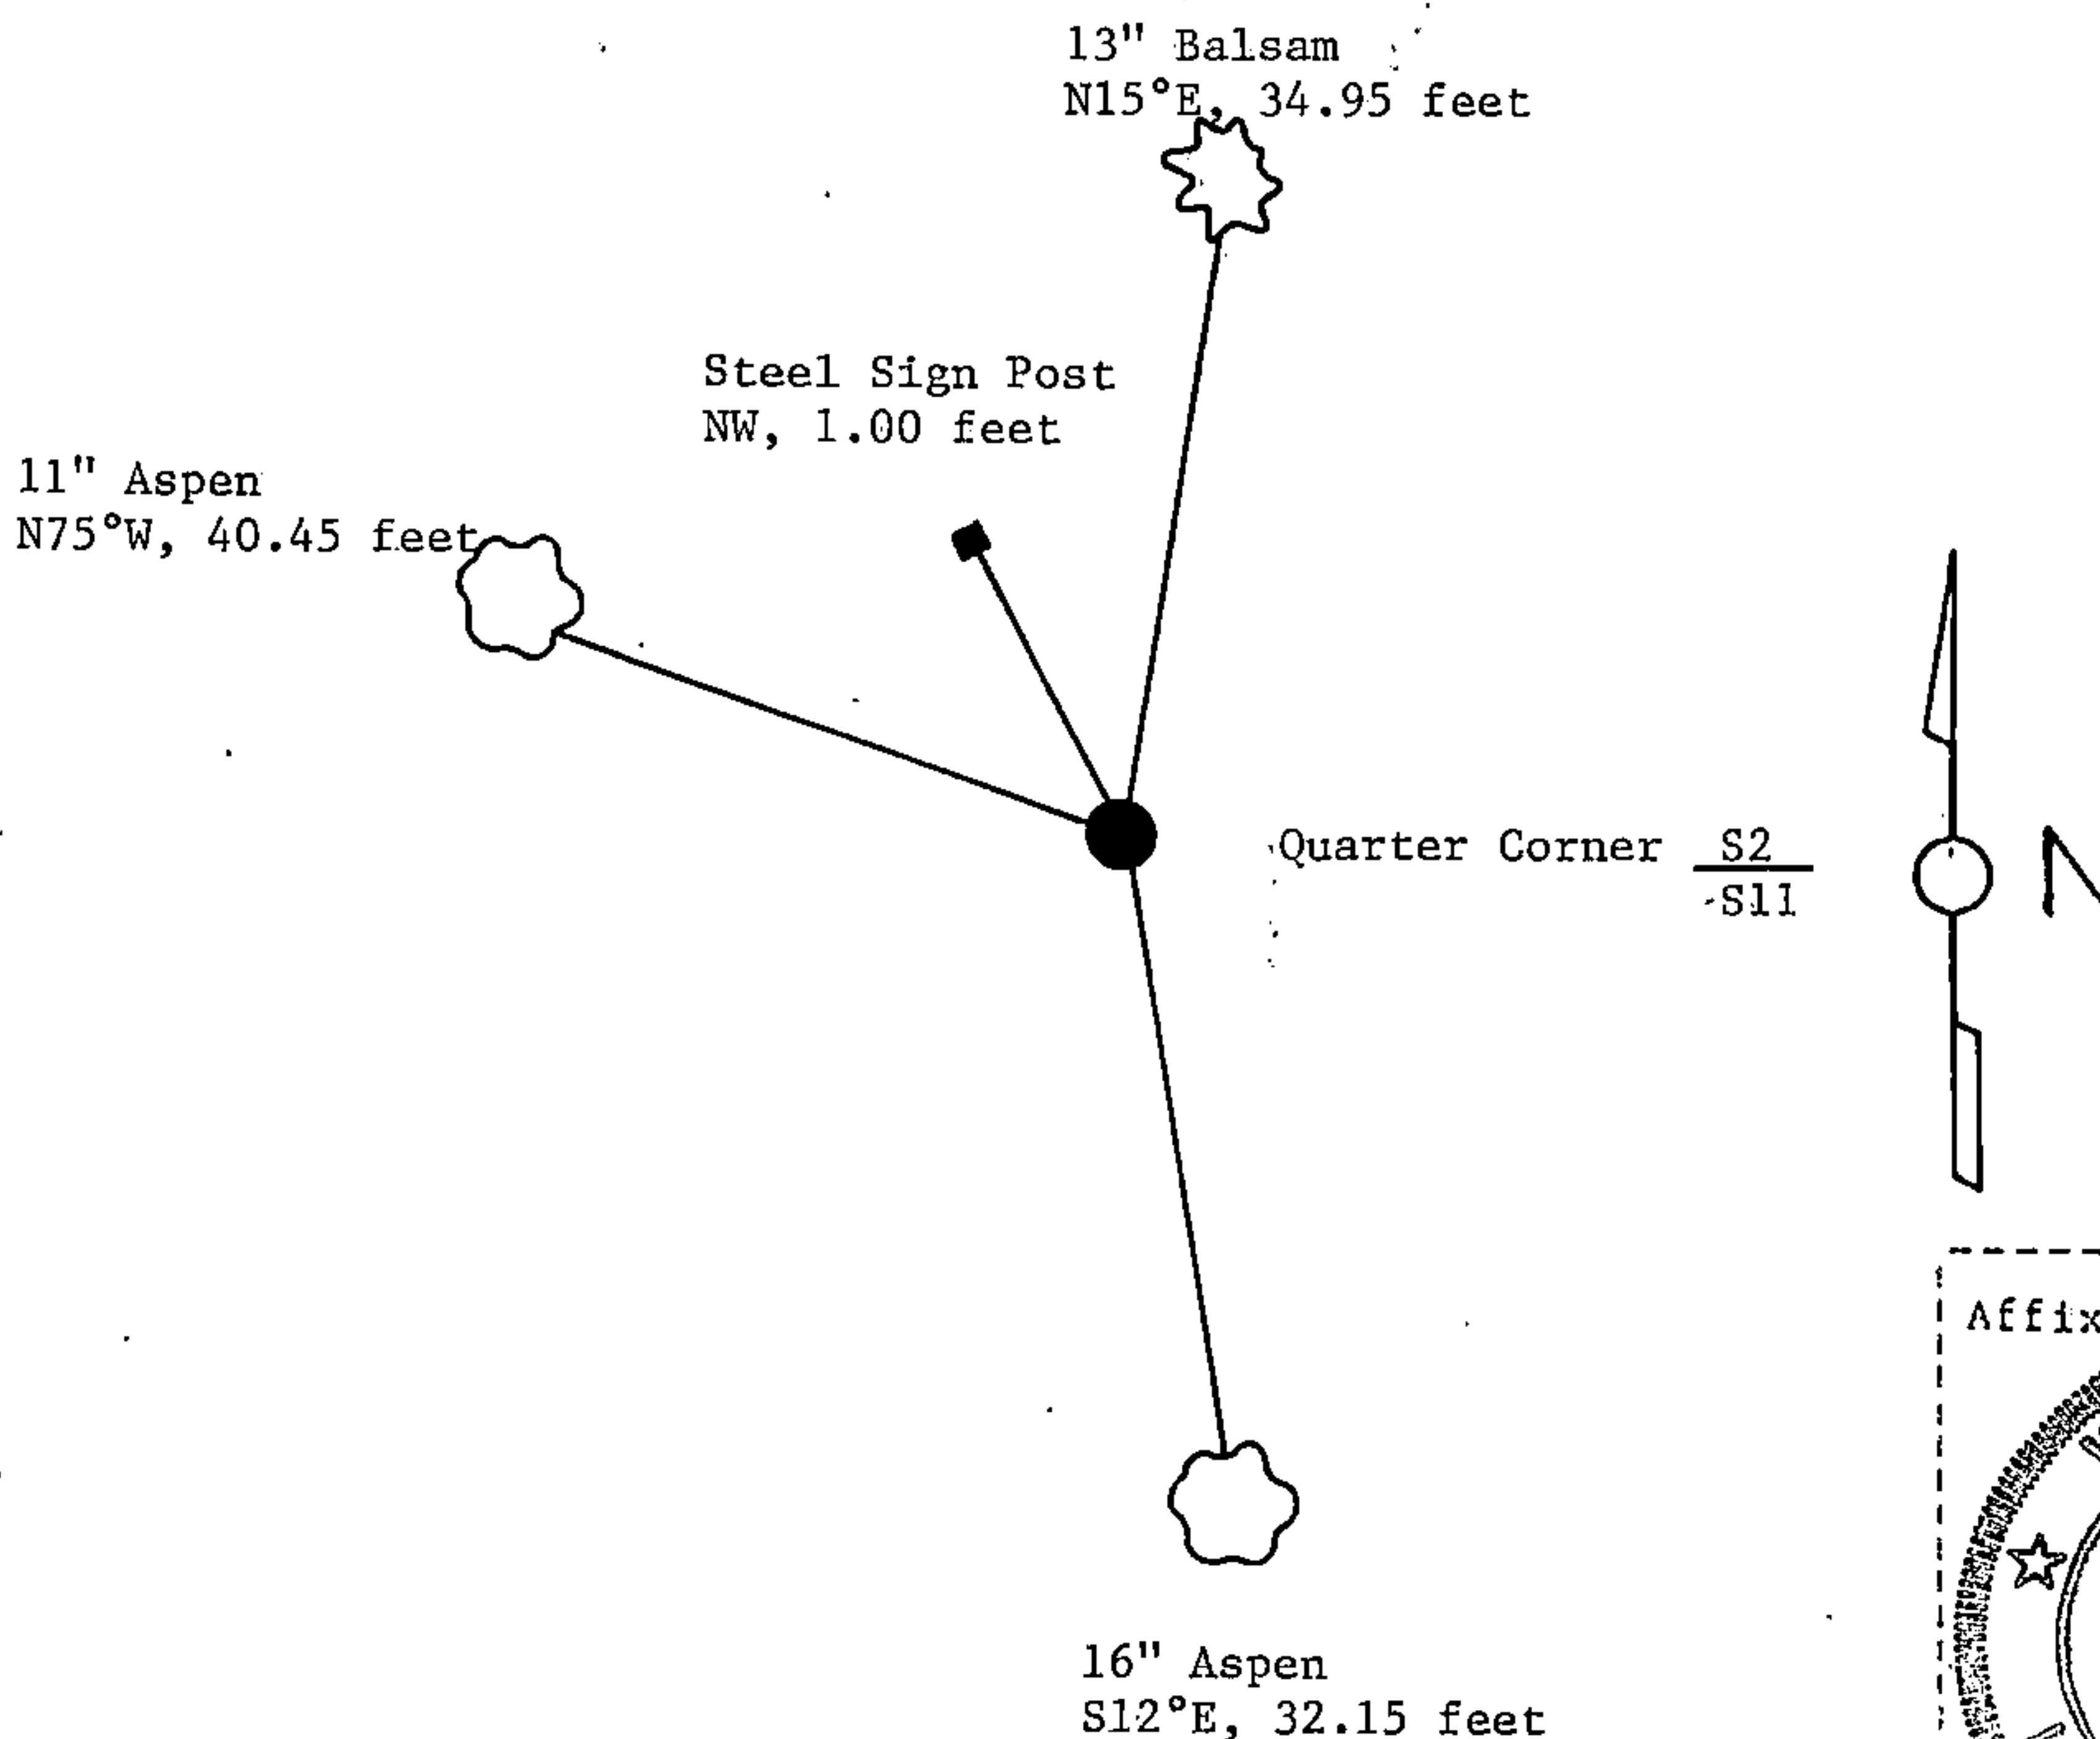 13" Balsam
N15°E, 34.95 feet
Steel Sign Post
NW, 1.00 feet
11" Aspen
N75°W, 40.45 feet
Quarter Corner S2
S11
N
Affix
16" Aspen
S12°E, 32.15 feet